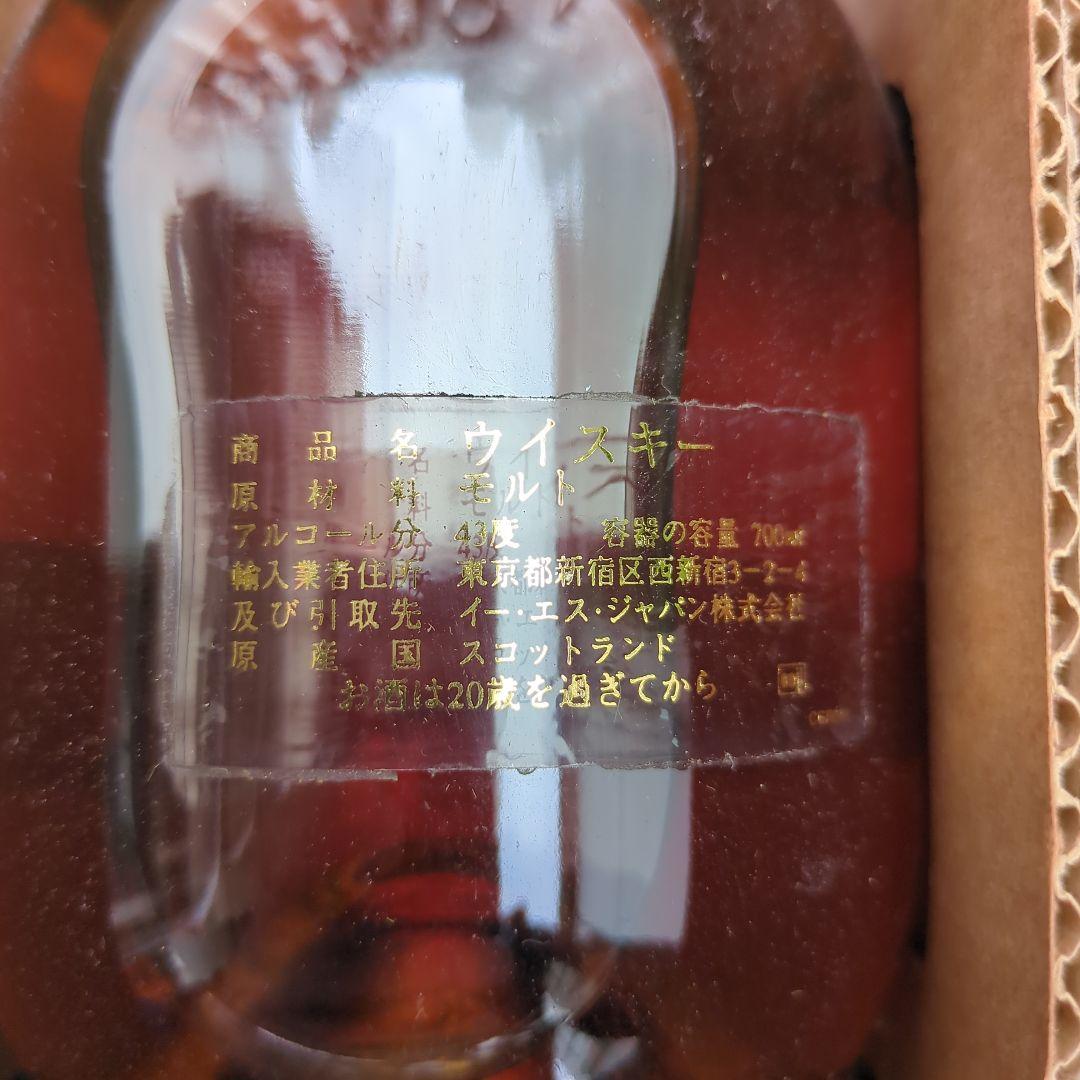 商品名 ウイスキー
原材料 モルト
アルコール分 43度 容器の容量 700㎖
輸入業者住所 東京都新宿区西新宿3-2-4
及び引取先 イー・エス・ジャパン株式会社
原産国 スコットランド
お酒は20歳を過ぎてから